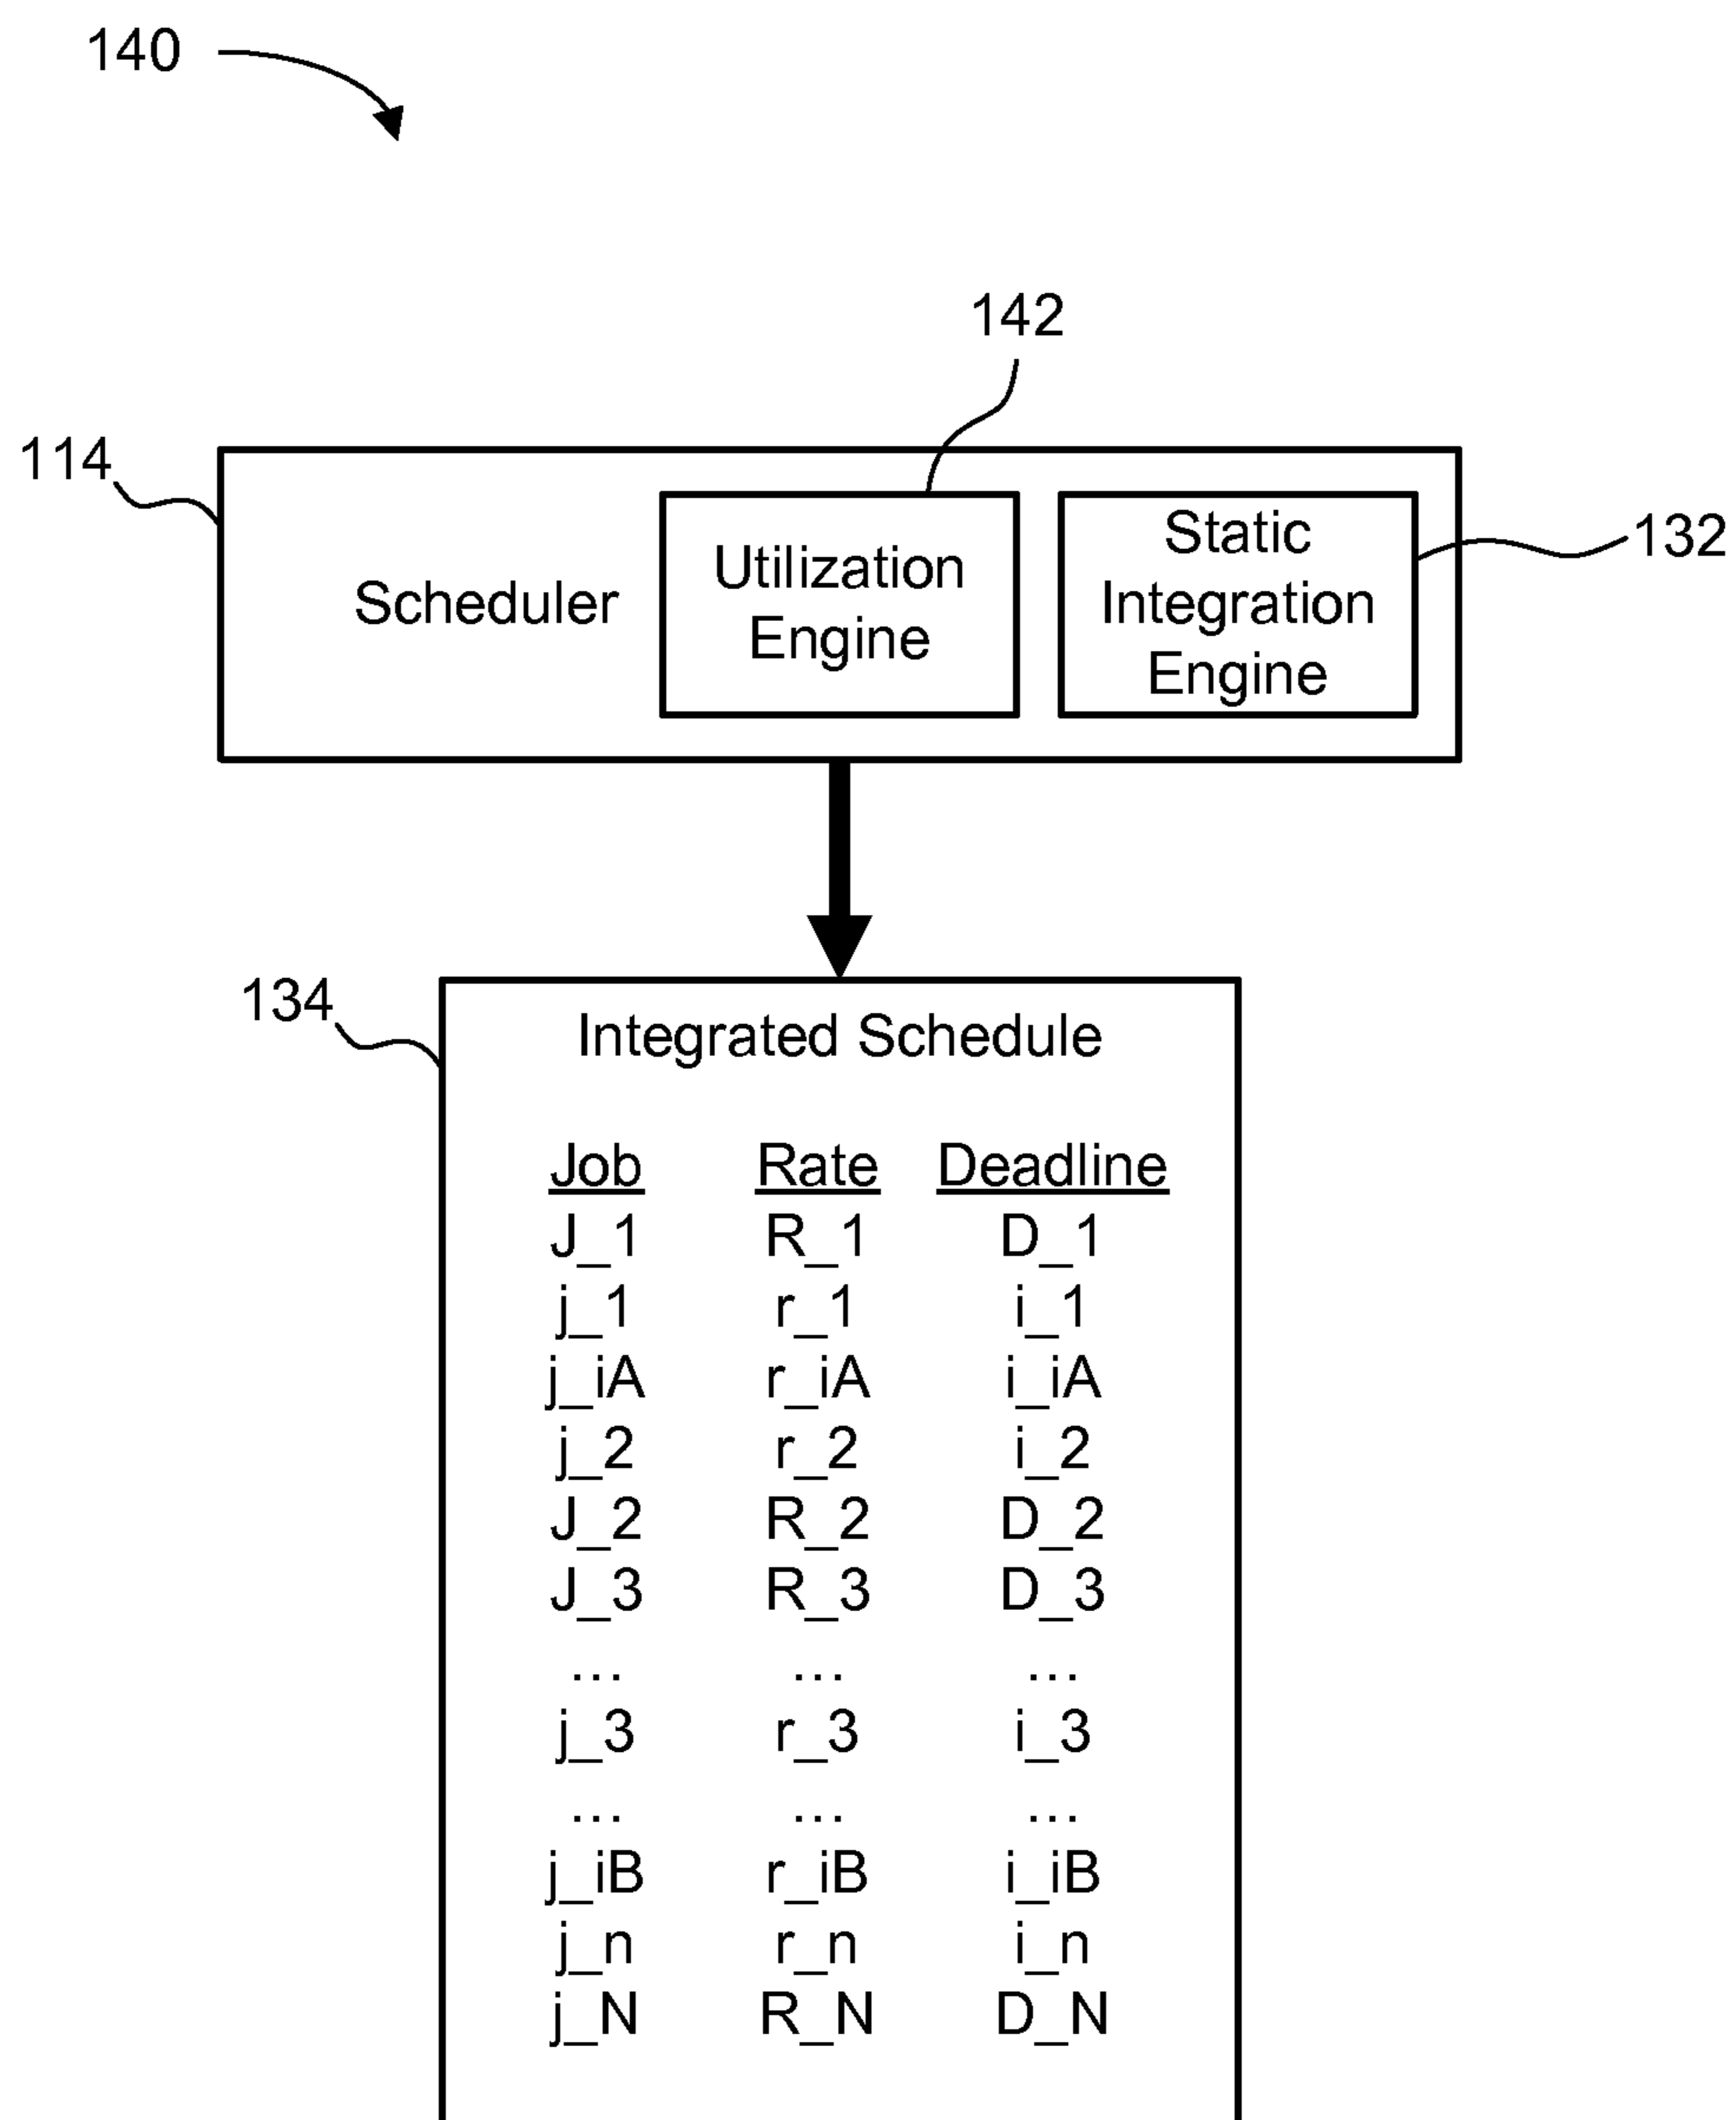 140
142
114
132
Scheduler
Utilization
Engine
Static
Integration
Engine
134
Integrated Schedule
Job Rate Deadline
J_1 R_1 D_1
j_1 r_1 i_1
j_iA r_iA i_iA
j_2 r_2 i_2
J_2 R_2 D_2
J_3 R_3 D_3
... ... ...
j_3 r_3 i_3
... ... ...
j_iB r_iB i_iB
j_n r_n i_n
j_N R_N D_N